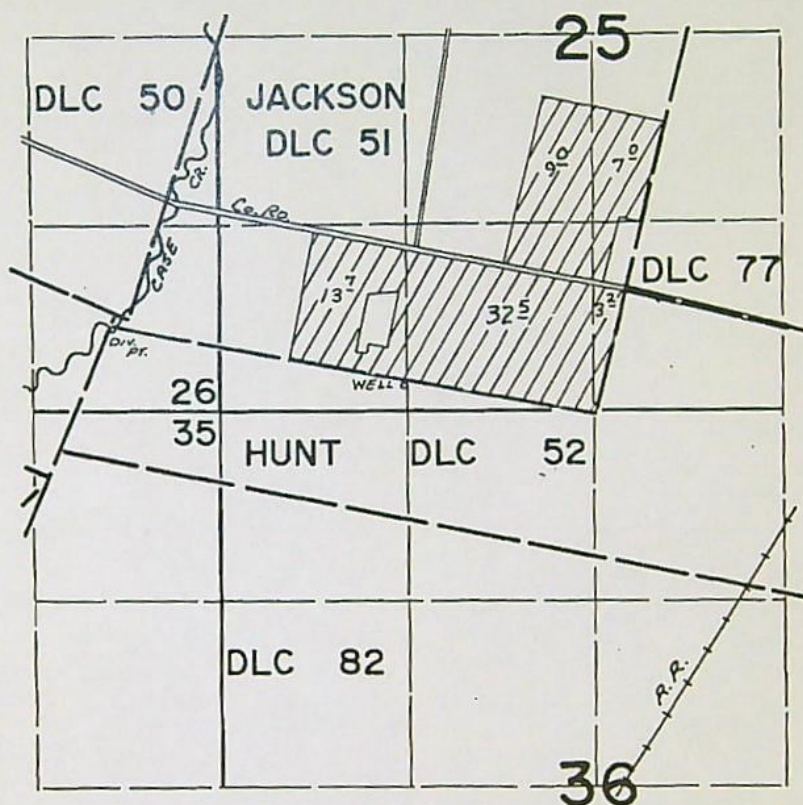 25
DLC 50
JACKSON
DLC 51
CR.
9.0
7.0
Co. RD.
CASE
DLC 77
13.7
32.5
3.2
DIV.
PT.
WELL
26
35
HUNT DLC 52
DLC 82
R.R.
36